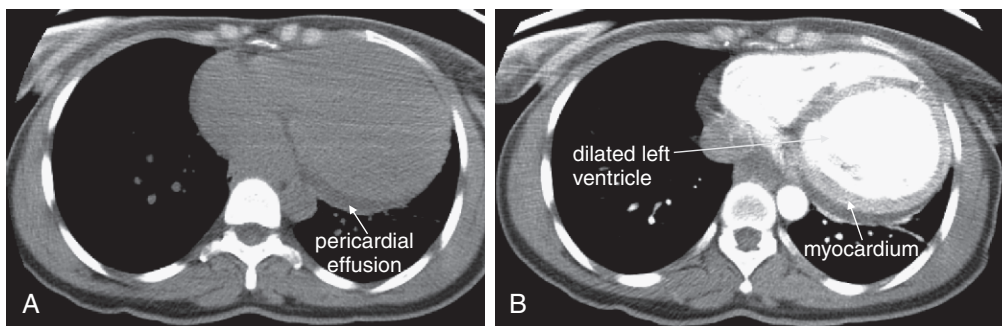 pericardial
effusion
A
dilated left
ventricle
myocardium
B